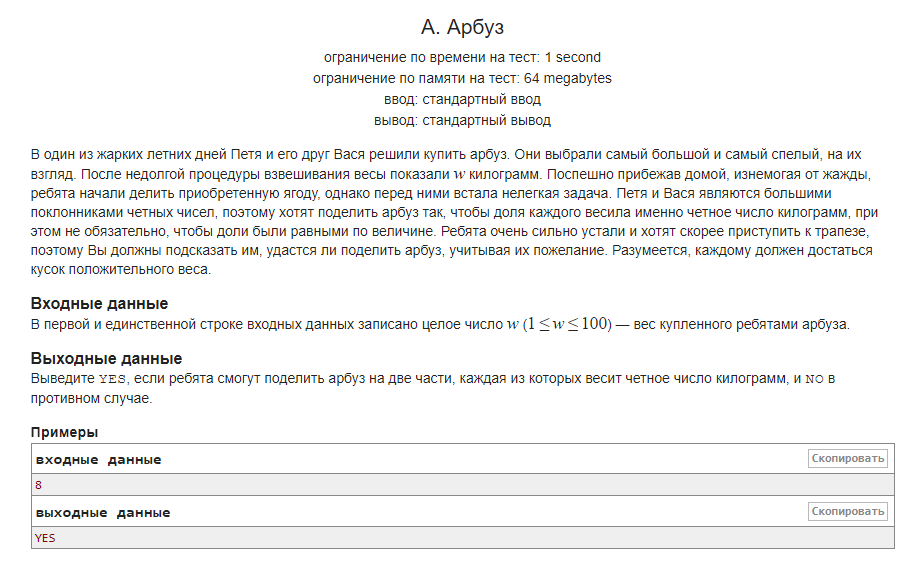 А. Арбуз
ограничение по времени на тест: 1 second
ограничение по памяти на тест: 64 megabytes
ввод: стандартный ввод
вывод: стандартный вывод
В один из жарких летних дней Петя и его друг Вася решили купить арбуз. Они выбрали самый большой и самый спелый, на их
взгляд. После недолгой процедуры взвешивания весы показали w килограмм. Поспешно прибежав домой, изнемогая от жажды,
ребята начали делить приобретенную ягоду, однако перед ними встала нелегкая задача. Петя и Вася являются большими
поклонниками четных чисел, поэтому хотят поделить арбуз так, чтобы доля каждого весила именно четное число килограмм, при
этом не обязательно, чтобы доли были равными по величине. Ребята очень сильно устали и хотят скорее приступить к трапезе,
поэтому Вы должны подсказать им, удастся ли поделить арбуз, учитывая их пожелание. Разумеется, каждому должен достаться
кусок положительного веса.
Входные данные
В первой и единственной строке входных данных записано целое число w (1 ≤ w ≤ 100) — вес купленного ребятами арбуза.
Выходные данные
Выведите YES, если ребята смогут поделить арбуз на две части, каждая из которых весит четное число килограмм, и NO в
противном случае.
Примеры
входные данные Скопировать
8
выходные данные Скопировать
YES